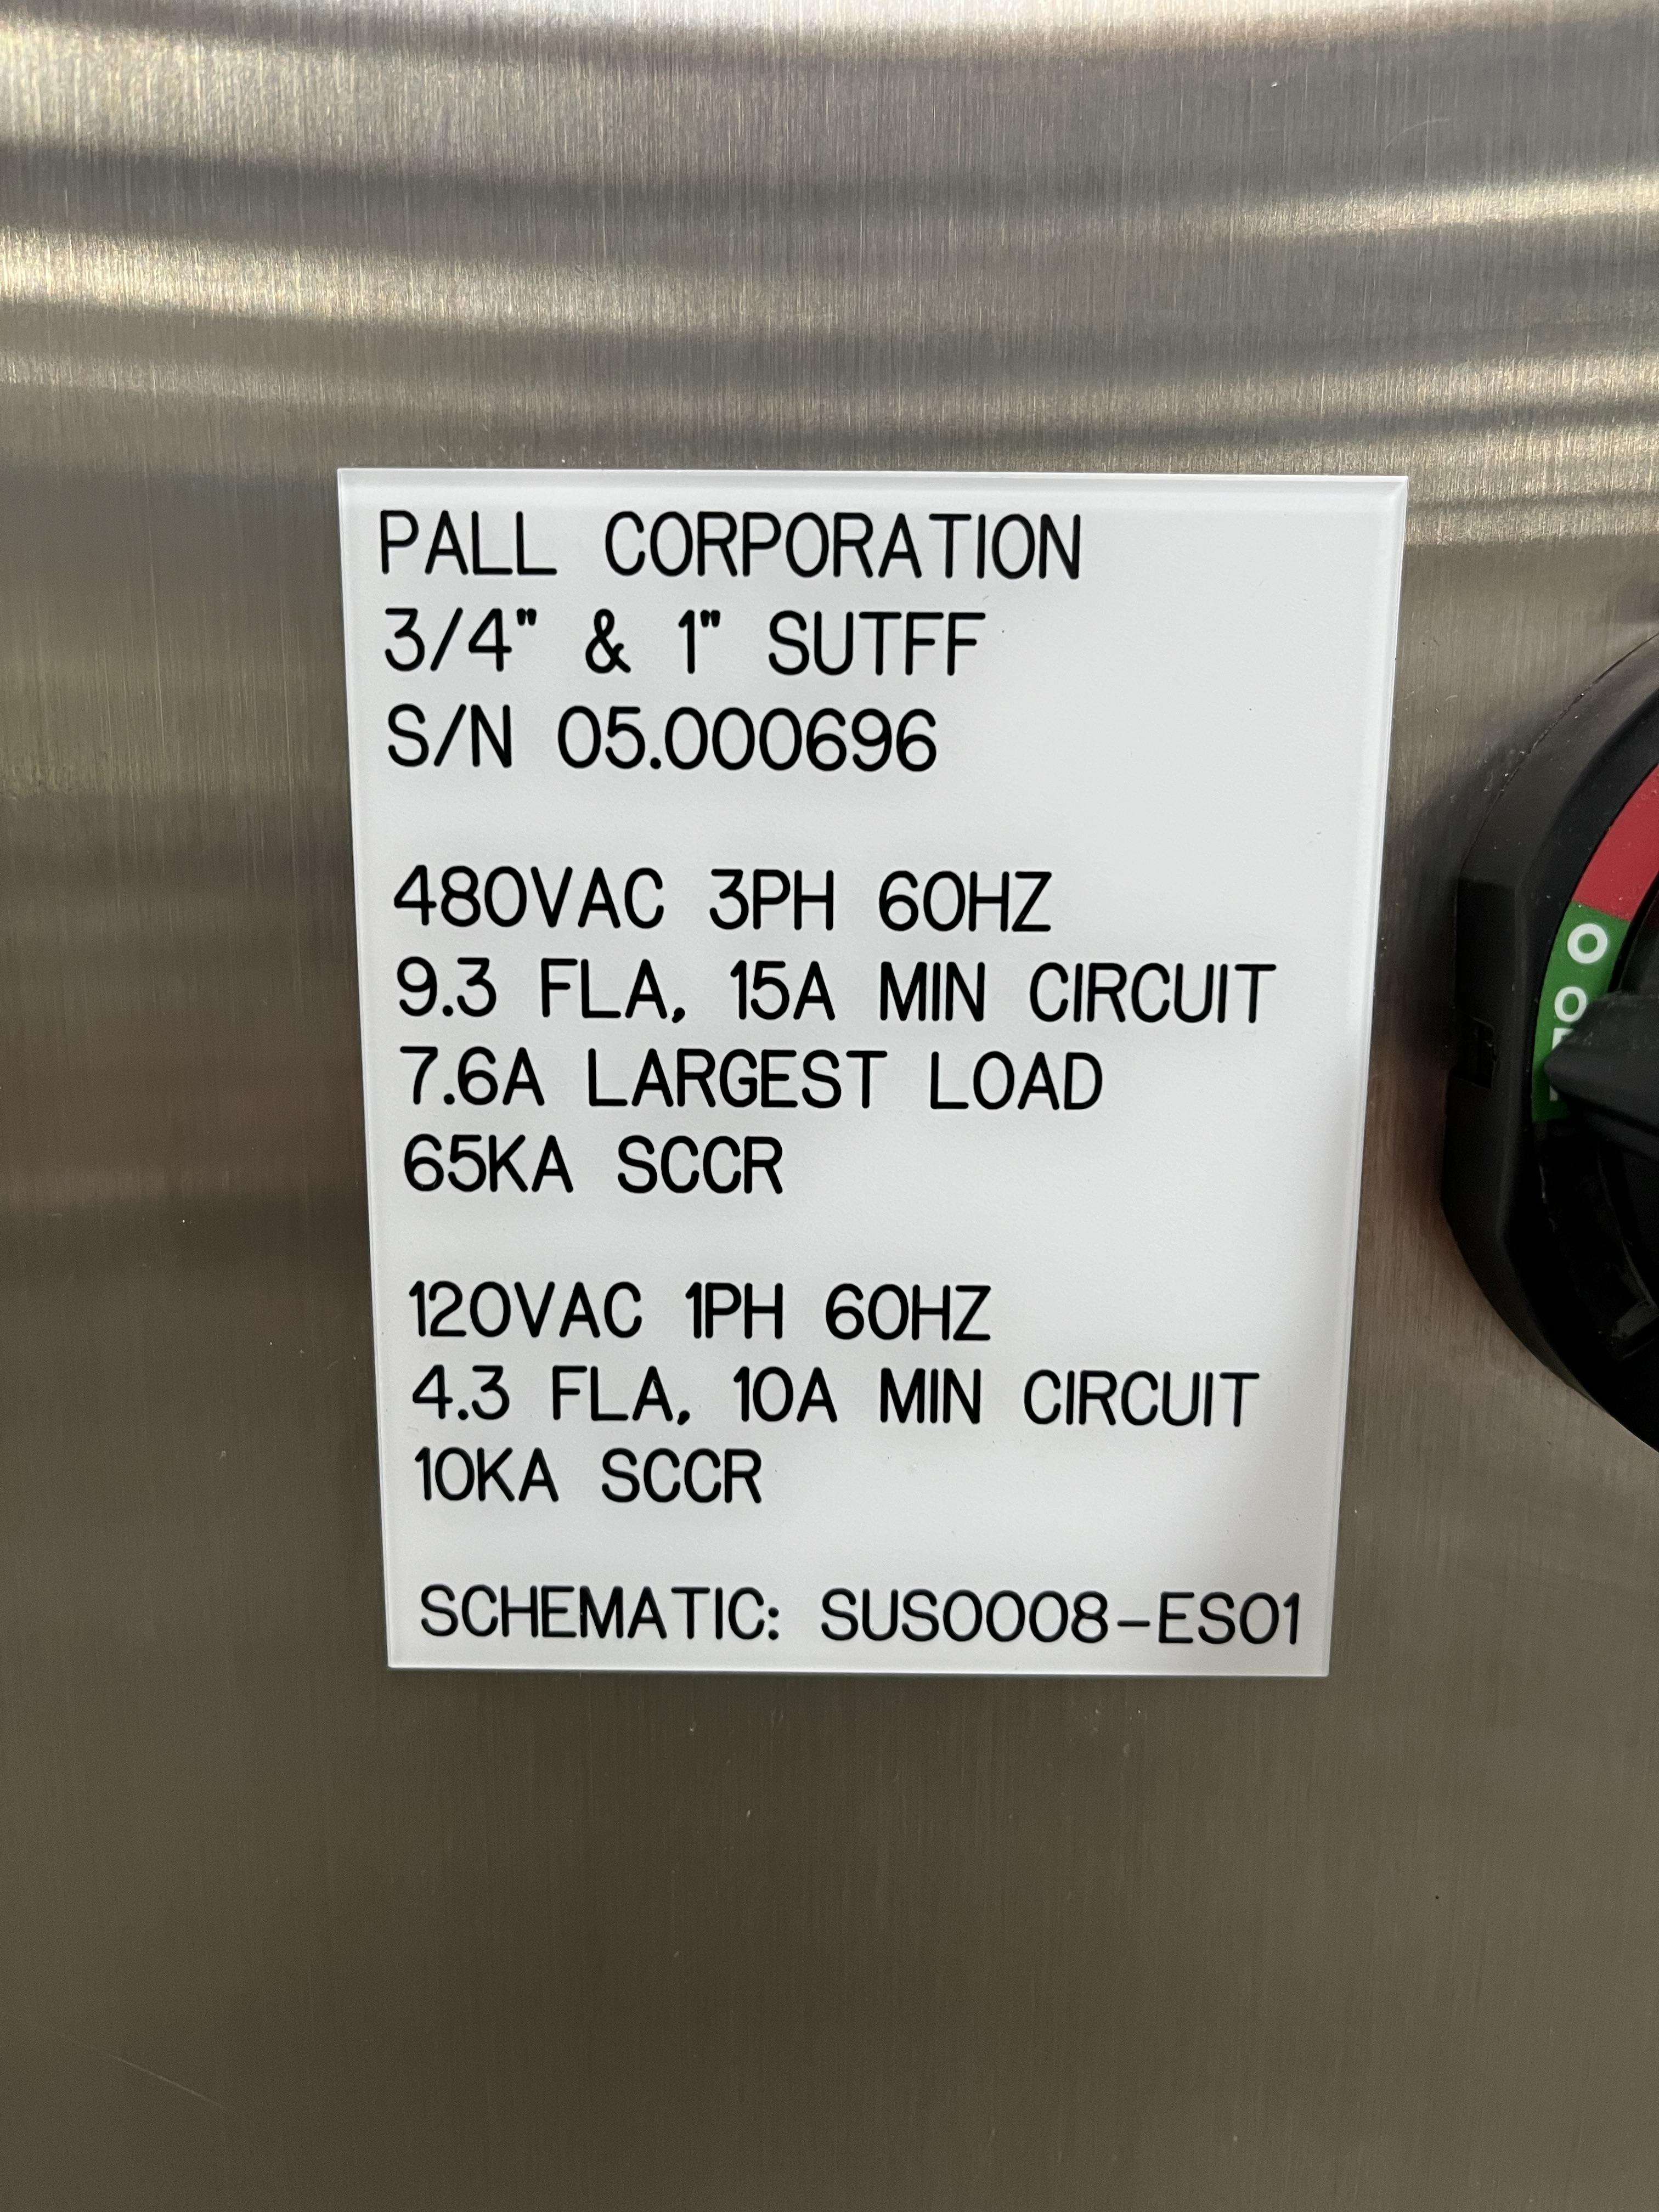 PALL CORPORATION
3/4" & 1" SUTFF
S/N 05.000696
480VAC 3PH 60HZ
9.3 FLA, 15A MIN CIRCUIT
7.6A LARGEST LOAD
65KA SCCR
120VAC 1PH 60HZ
4.3 FLA, 10A MIN CIRCUIT
10KA SCCR
SCHEMATIC: SUS0008-ES01